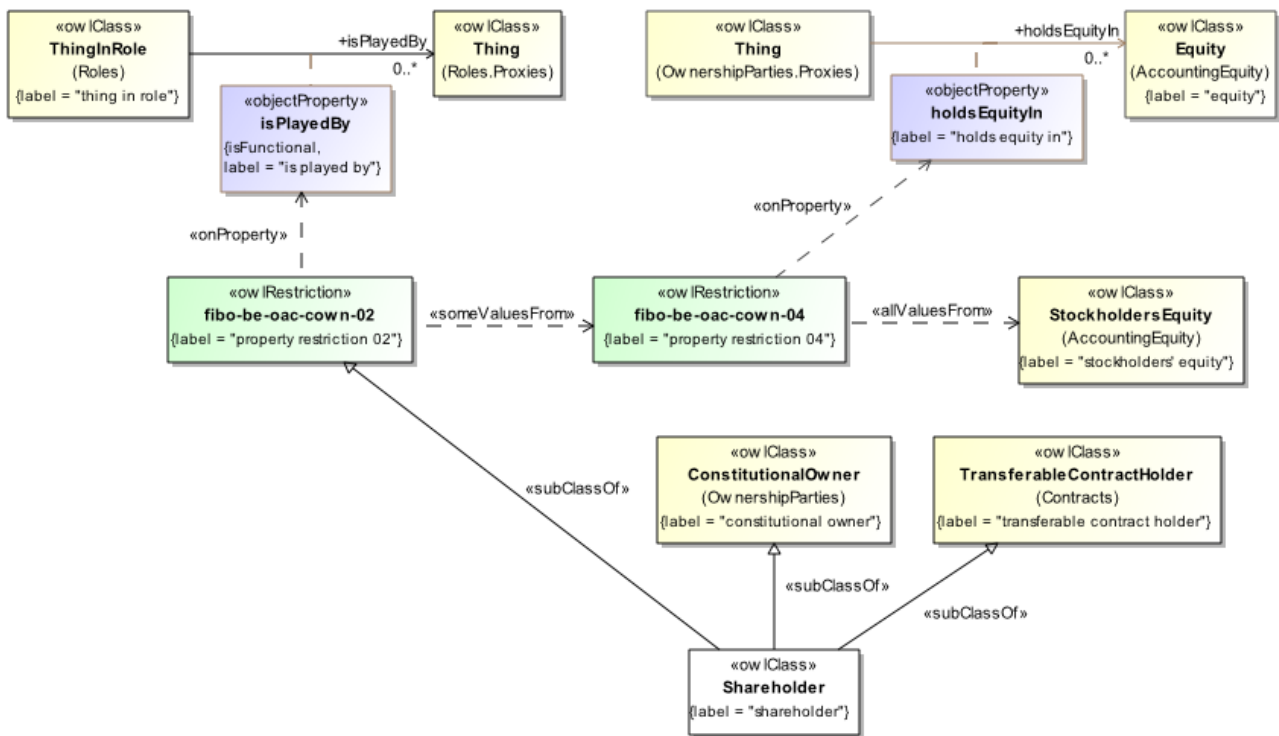 «owlClass»
ThingInRole
(Roles)
{label = "thing in role"}
+isPlayedBy
0..*
«owlClass»
Thing
(Roles.Proxies)
«owlClass»
Thing
(OwnershipParties.Proxies)
+holdsEquityIn
0..*
«owlClass»
Equity
(AccountingEquity)
{label = "equity"}
«objectProperty»
isPlayedBy
{isFunctional,
label = "is played by"}
«objectProperty»
holdsEquityIn
{label = "holds equity in"}
«onProperty»
«onProperty»
«owlRestriction»
fibo-be-oac-cown-02
{label = "property restriction 02"}
«someValuesFrom»
«owlRestriction»
fibo-be-oac-cown-04
{label = "property restriction 04"}
«allValuesFrom»
«owlClass»
StockholdersEquity
(AccountingEquity)
{label = "stockholders' equity"}
«owlClass»
ConstitutionalOwner
(OwnershipParties)
{label = "constitutional owner"}
«owlClass»
TransferableContractHolder
(Contracts)
{label = "transferable contract holder"}
«subClassOf»
«subClassOf»
«subClassOf»
«owlClass»
Shareholder
{label = "shareholder"}